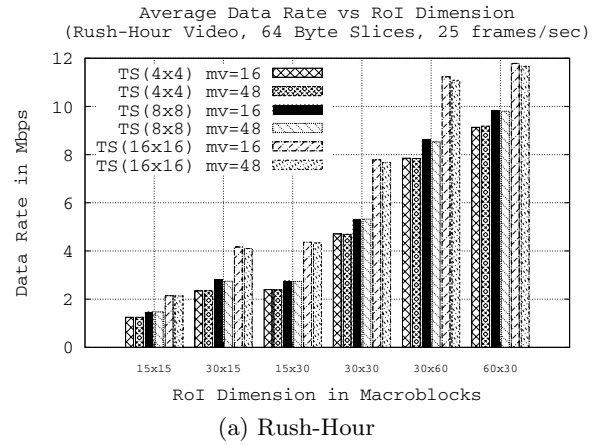 Average Data Rate vs RoI Dimension
(Rush-Hour Video, 64 Byte Slices, 25 frames/sec)
12
10
8
6
4
2
0
Data Rate in Mbps
TS(4x4) mv=16
TS(4x4) mv=48
TS(8x8) mv=16
TS(8x8) mv=48
TS(16x16) mv=16
TS(16x16) mv=48
15x15 30x15 15x30 30x30 30x60 60x30
RoI Dimension in Macroblocks
(a) Rush-Hour